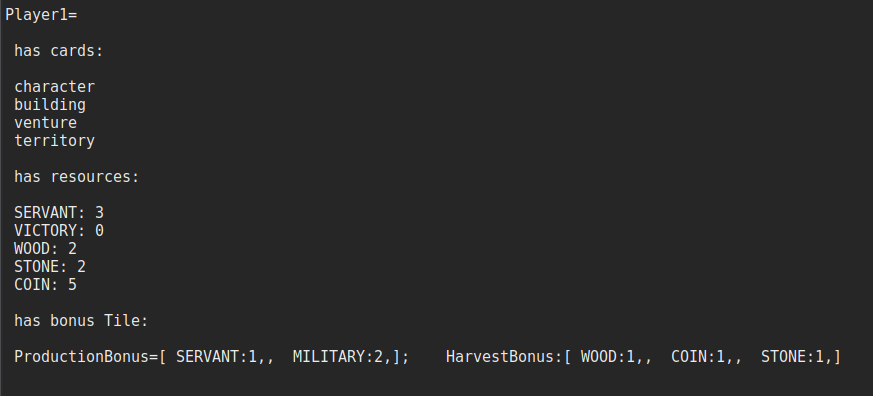 Player1=
has cards:
character
building
venture
territory
has resources:
SERVANT: 3
VICTORY: 0
WOOD: 2
STONE: 2
COIN: 5
has bonus Tile:
ProductionBonus=[ SERVANT:1,,  MILITARY:2,];    HarvestBonus:[ WOOD:1,,  COIN:1,,  STONE:1,]